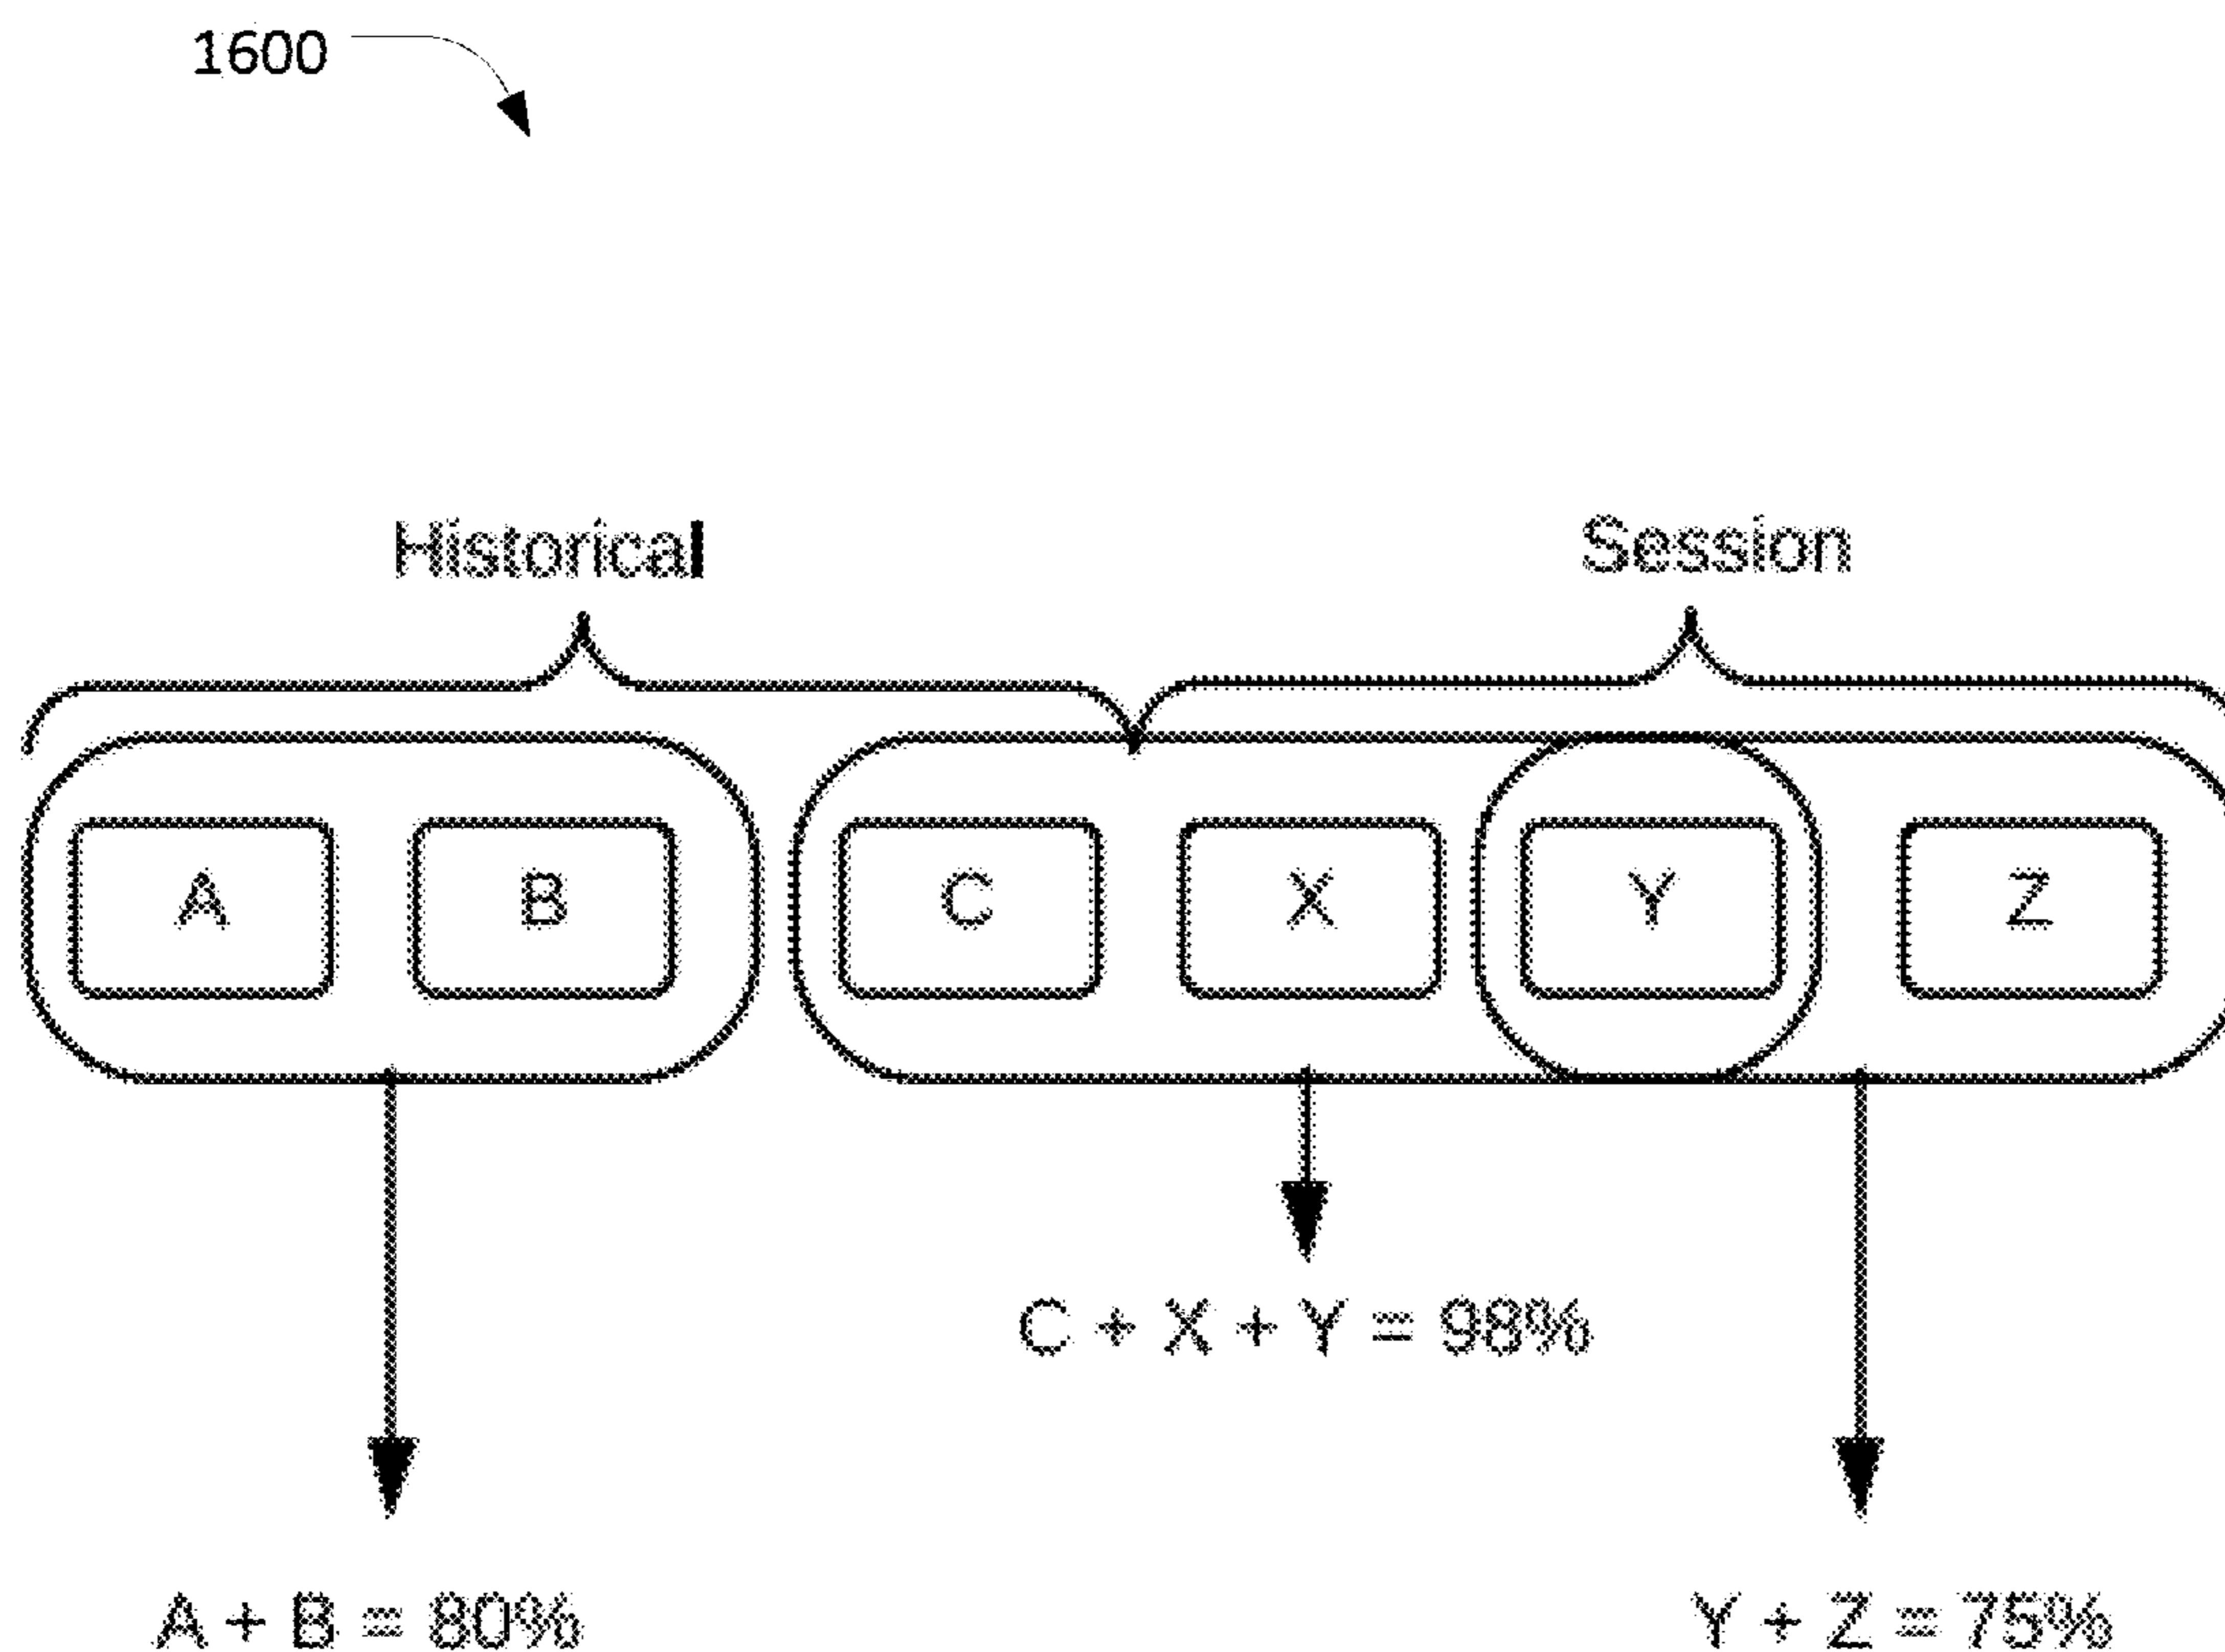 1600
Historical
Session
A
B
C
X
Y
Z
C + X + Y = 98%
A + B = 80%
Y + Z = 75%